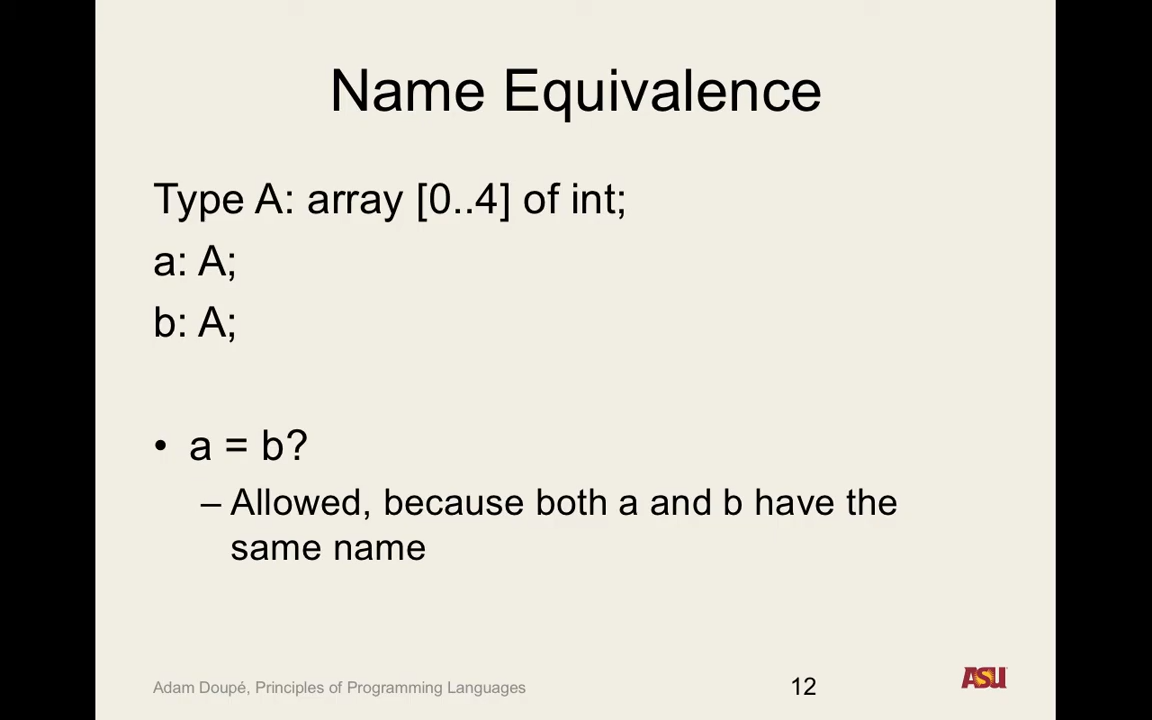 Name Equivalence
Type A: array [0..4] of int;
a: A;
b: A;
• a = b?
– Allowed, because both a and b have the
same name
Adam Doupé, Principles of Programming Languages
12
ASU